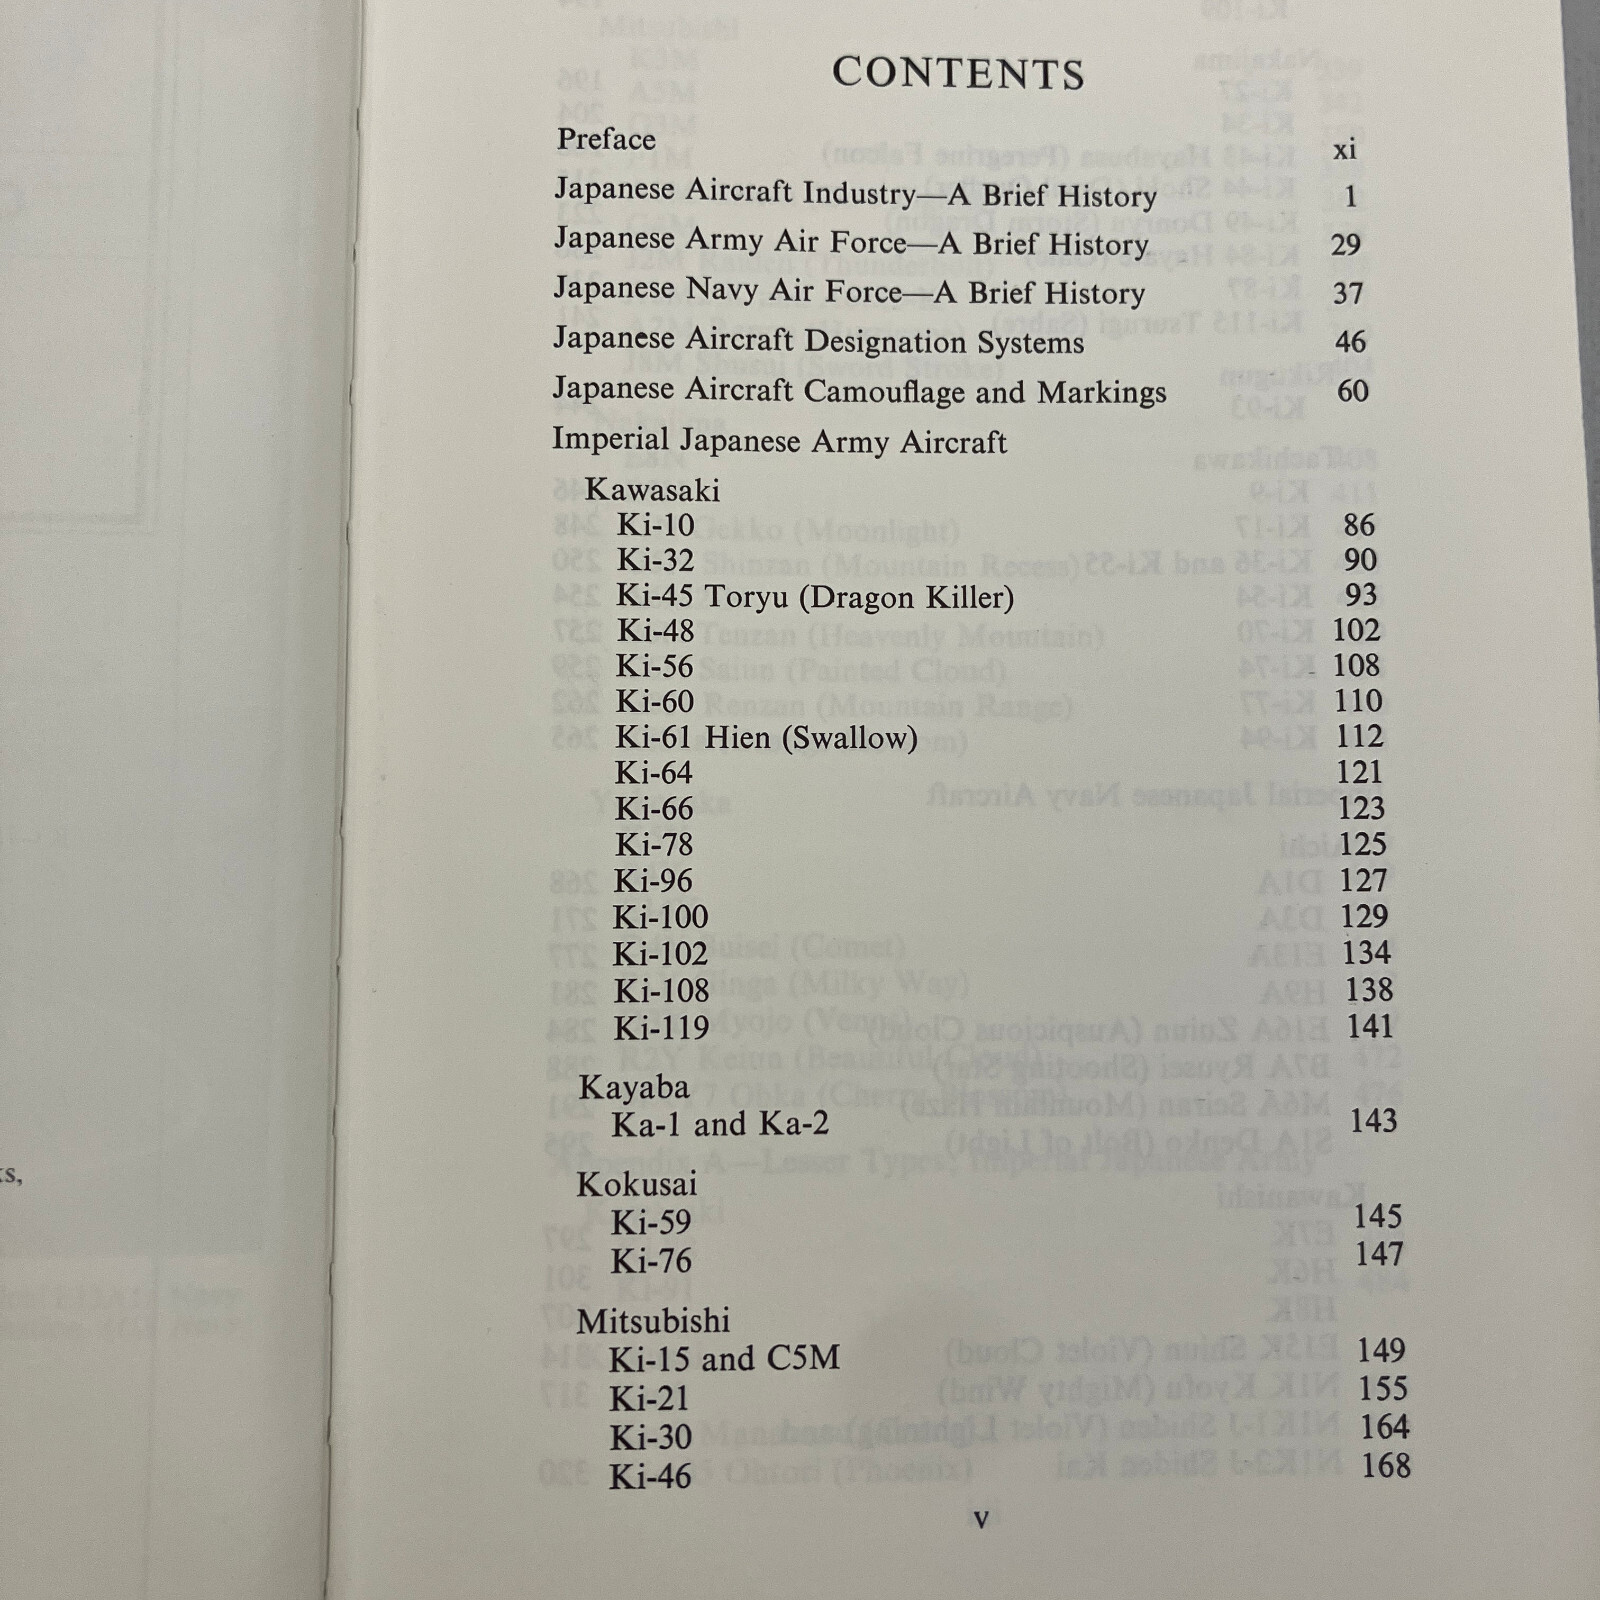 CONTENTS
Preface xi
Japanese Aircraft Industry—A Brief History 1
Japanese Army Air Force—A Brief History 29
Japanese Navy Air Force—A Brief History 37
Japanese Aircraft Designation Systems 46
Japanese Aircraft Camouflage and Markings 60
Imperial Japanese Army Aircraft
Kawasaki
Ki-10 86
Ki-32 90
Ki-45 Toryu (Dragon Killer) 93
Ki-48 102
Ki-56 108
Ki-60 110
Ki-61 Hien (Swallow) 112
Ki-64 121
Ki-66 123
Ki-78 125
Ki-96 127
Ki-100 129
Ki-102 134
Ki-108 138
Ki-119 141
Kayaba
Ka-1 and Ka-2 143
Kokusai
Ki-59 145
Ki-76 147
Mitsubishi
Ki-15 and C5M 149
Ki-21 155
Ki-30 164
Ki-46 168
v